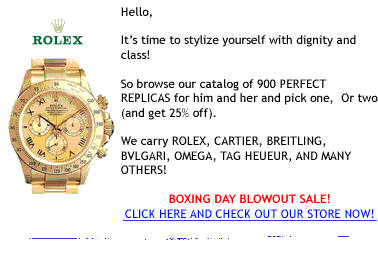 Hello,
ROLEX
It's time to stylize yourself with dignity and
class!
So browse our catalog of 900 PERFECT
REPLICAS for him and her and pick one, Or two
(and get 25% off).
We carry ROLEX, CARTIER, BREITLING,
BVLGARI, OMEGA, TAG HEUEUR, AND MANY
OTHERS!
BOXING DAY BLOWOUT SALE!
CLICK HERE AND CHECK OUT OUR STORE NOW!